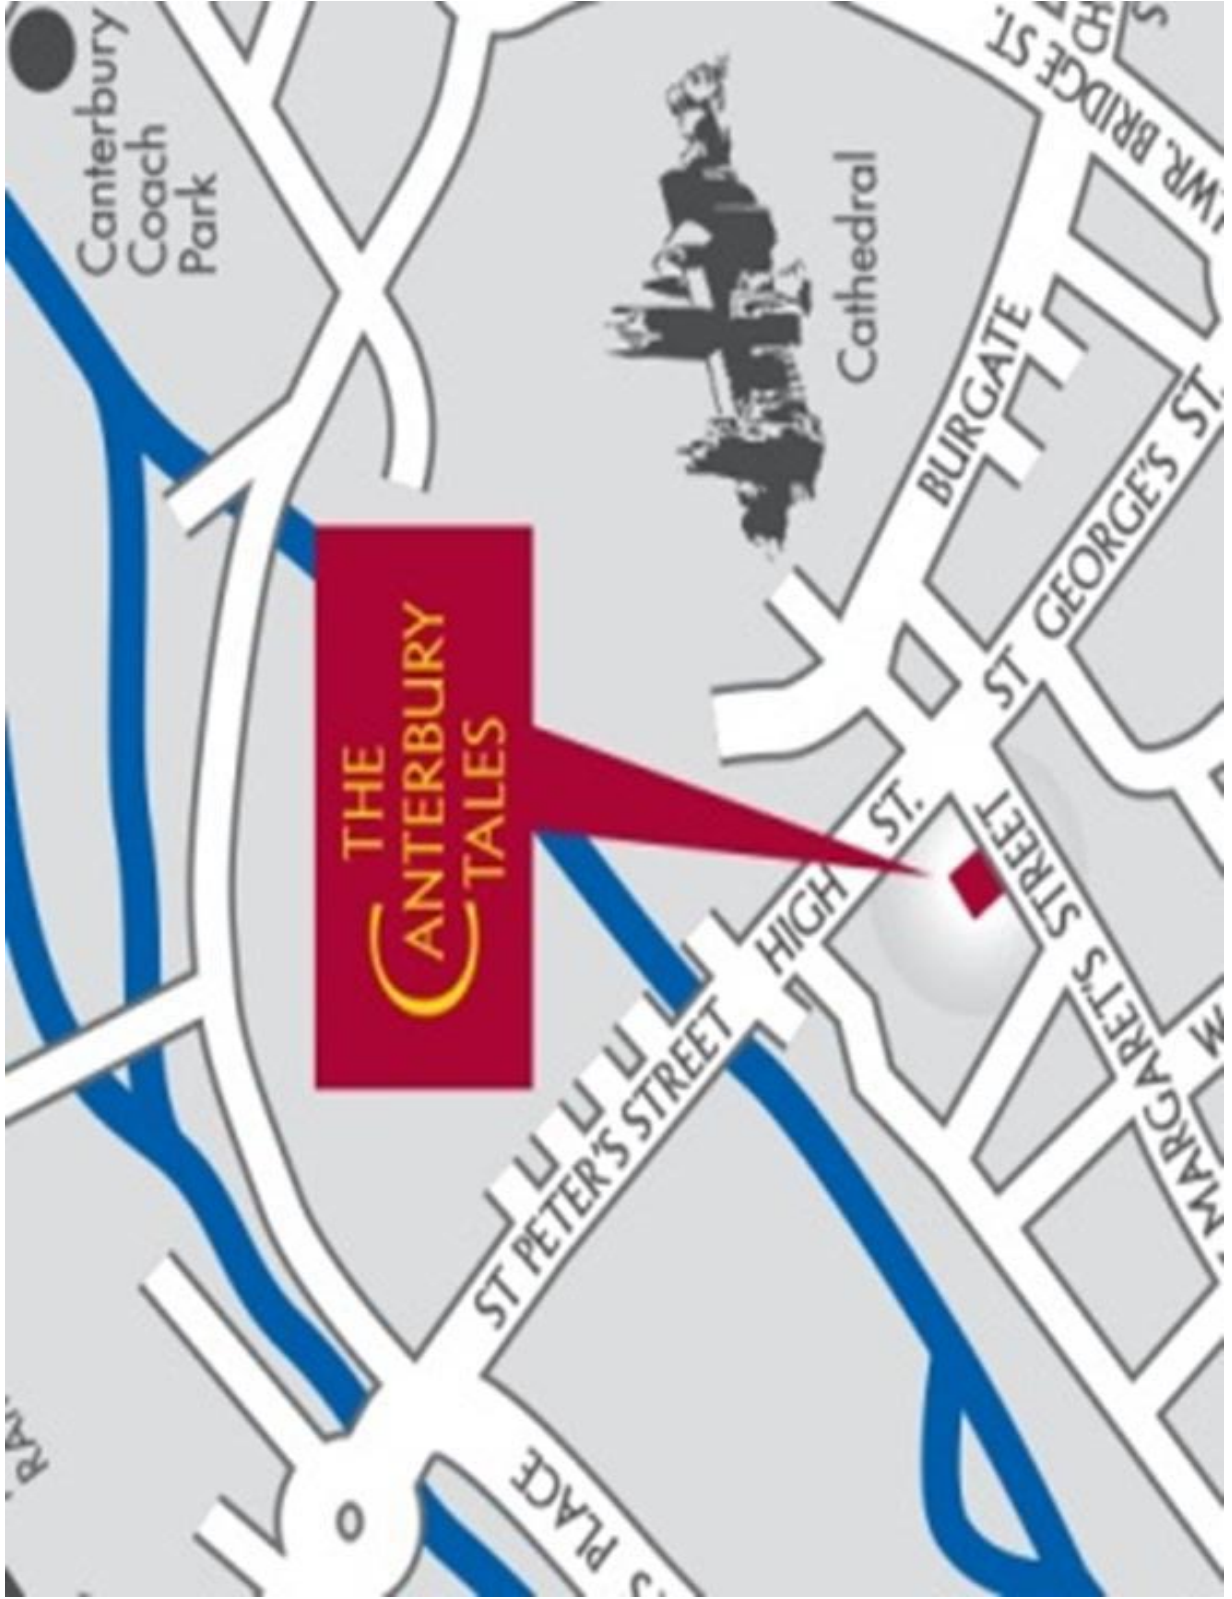 Canterbury
Coach
Park
Cathedral
THE
CANTERBURY
TALES
BURGATE
LWR. BRIDGE ST.
ST GEORGE'S ST.
HIGH ST.
ST PETER'S STREET
MARGARET'S STREET
PLACE